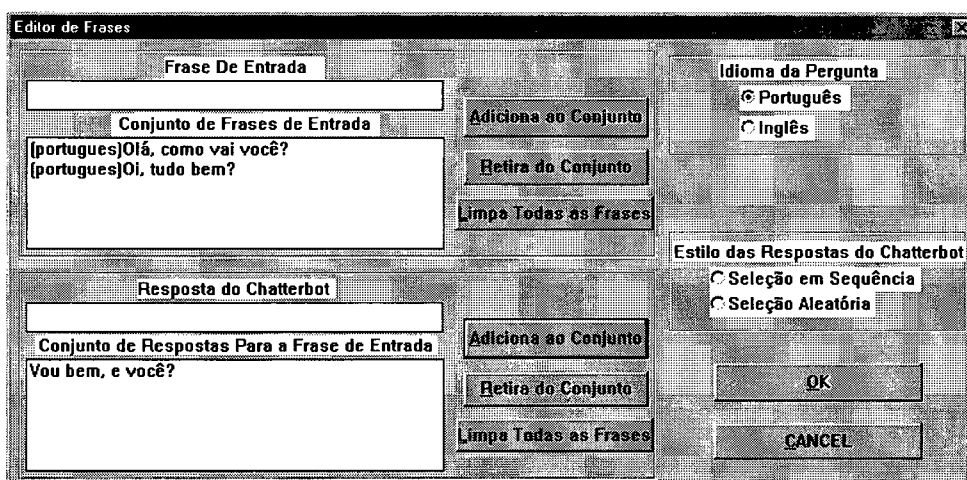 Editor de Frases
Frase De Entrada
Conjunto de Frases de Entrada
(portugues)Olá, como vai você?
(portugues)Oi, tudo bem?
Adiciona ao Conjunto
Retira do Conjunto
Limpa Todas as Frases
Resposta do Chatterbot
Conjunto de Respostas Para a Frase de Entrada
Vou bem, e você?
Adiciona ao Conjunto
Retira do Conjunto
Limpa Todas as Frases
Idioma da Pergunta
Português
Inglês
Estilo das Respostas do Chatterbot
Seleção em Sequência
Seleção Aleatória
OK
CANCEL